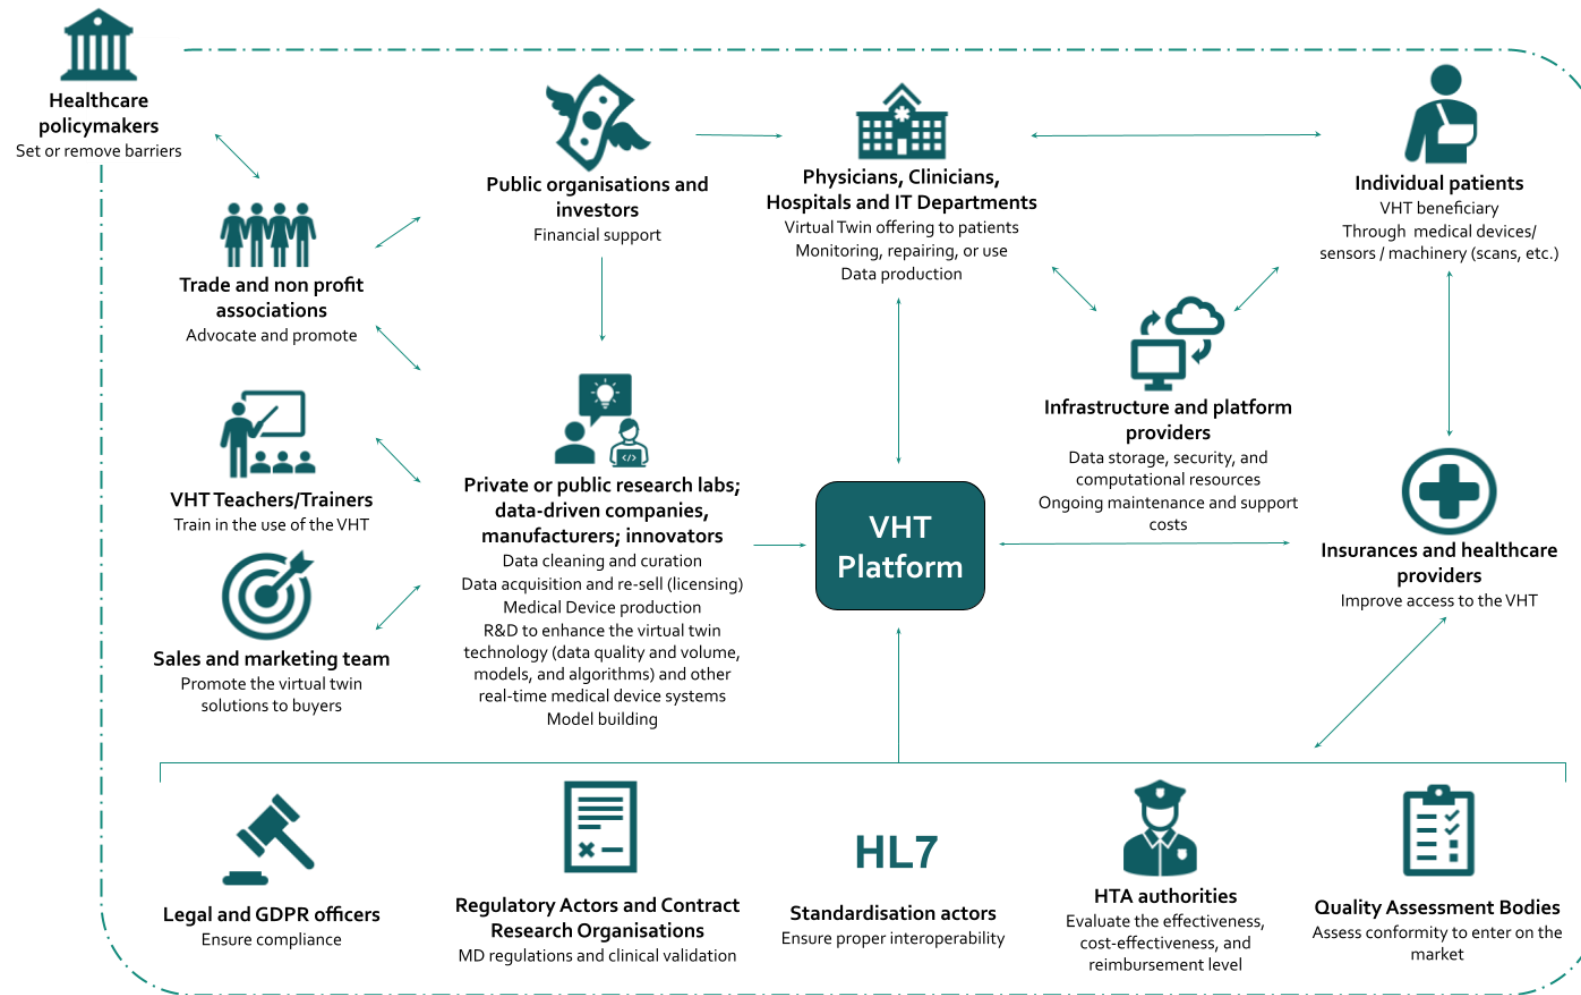 Healthcare
policymakers
Set or remove barriers
Public organisations and
investors
Financial support
Physicians, Clinicians,
Hospitals and IT Departments
Virtual Twin offering to patients
Monitoring, repairing, or use
Data production
Individual patients
VHT beneficiary
Through medical devices/
sensors / machinery (scans, etc.)
Trade and non profit
associations
Advocate and promote
VHT Teachers/Trainers
Train in the use of the VHT
Sales and marketing team
Promote the virtual twin
solutions to buyers
</>
Private or public research labs;
data-driven companies,
manufacturers; innovators
Data cleaning and curation
Data acquisition and re-sell (licensing)
Medical Device production
R&D to enhance the virtual twin
technology (data quality and volume,
models, and algorithms) and other
real-time medical device systems
Model building
VHT
Platform
Infrastructure and platform
providers
Data storage, security, and
computational resources
Ongoing maintenance and support
costs
Insurances and healthcare
providers
Improve access to the VHT
Legal and GDPR officers
Ensure compliance
Regulatory Actors and Contract
Research Organisations
MD regulations and clinical validation
HL7
Standardisation actors
Ensure proper interoperability
HTA authorities
Evaluate the effectiveness,
cost-effectiveness, and
reimbursement level
Quality Assessment Bodies
Assess conformity to enter on the
market